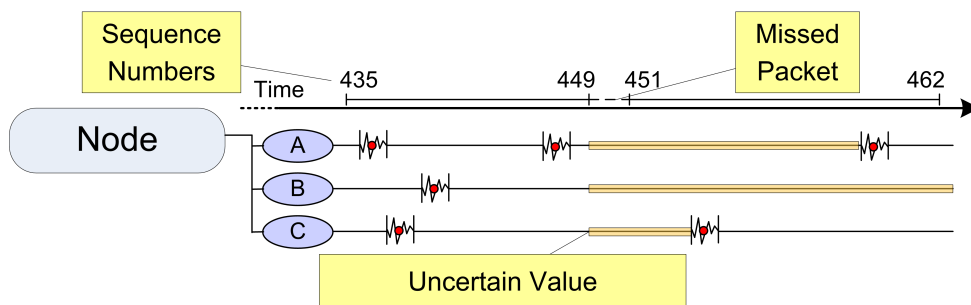 Sequence
Numbers
Missed
Packet
Time
435
449
451
462
Node
A
B
C
Uncertain Value